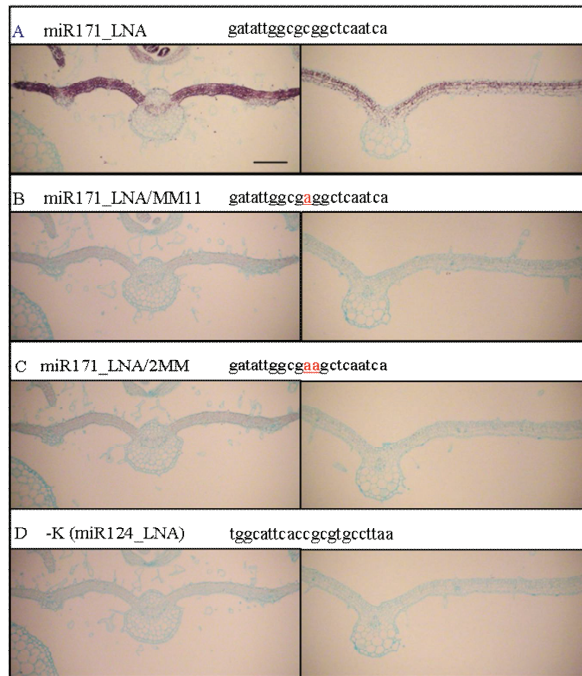 A miR171_LNA gatattggcgcggctcaatca
B miR171_LNA/MM11 gatattggcgaggctcaatca
C miR171_LNA/2MM gatattggcgaagctcaatca
D -K (miR124_LNA) tggcattcaccgcgtgccttaa